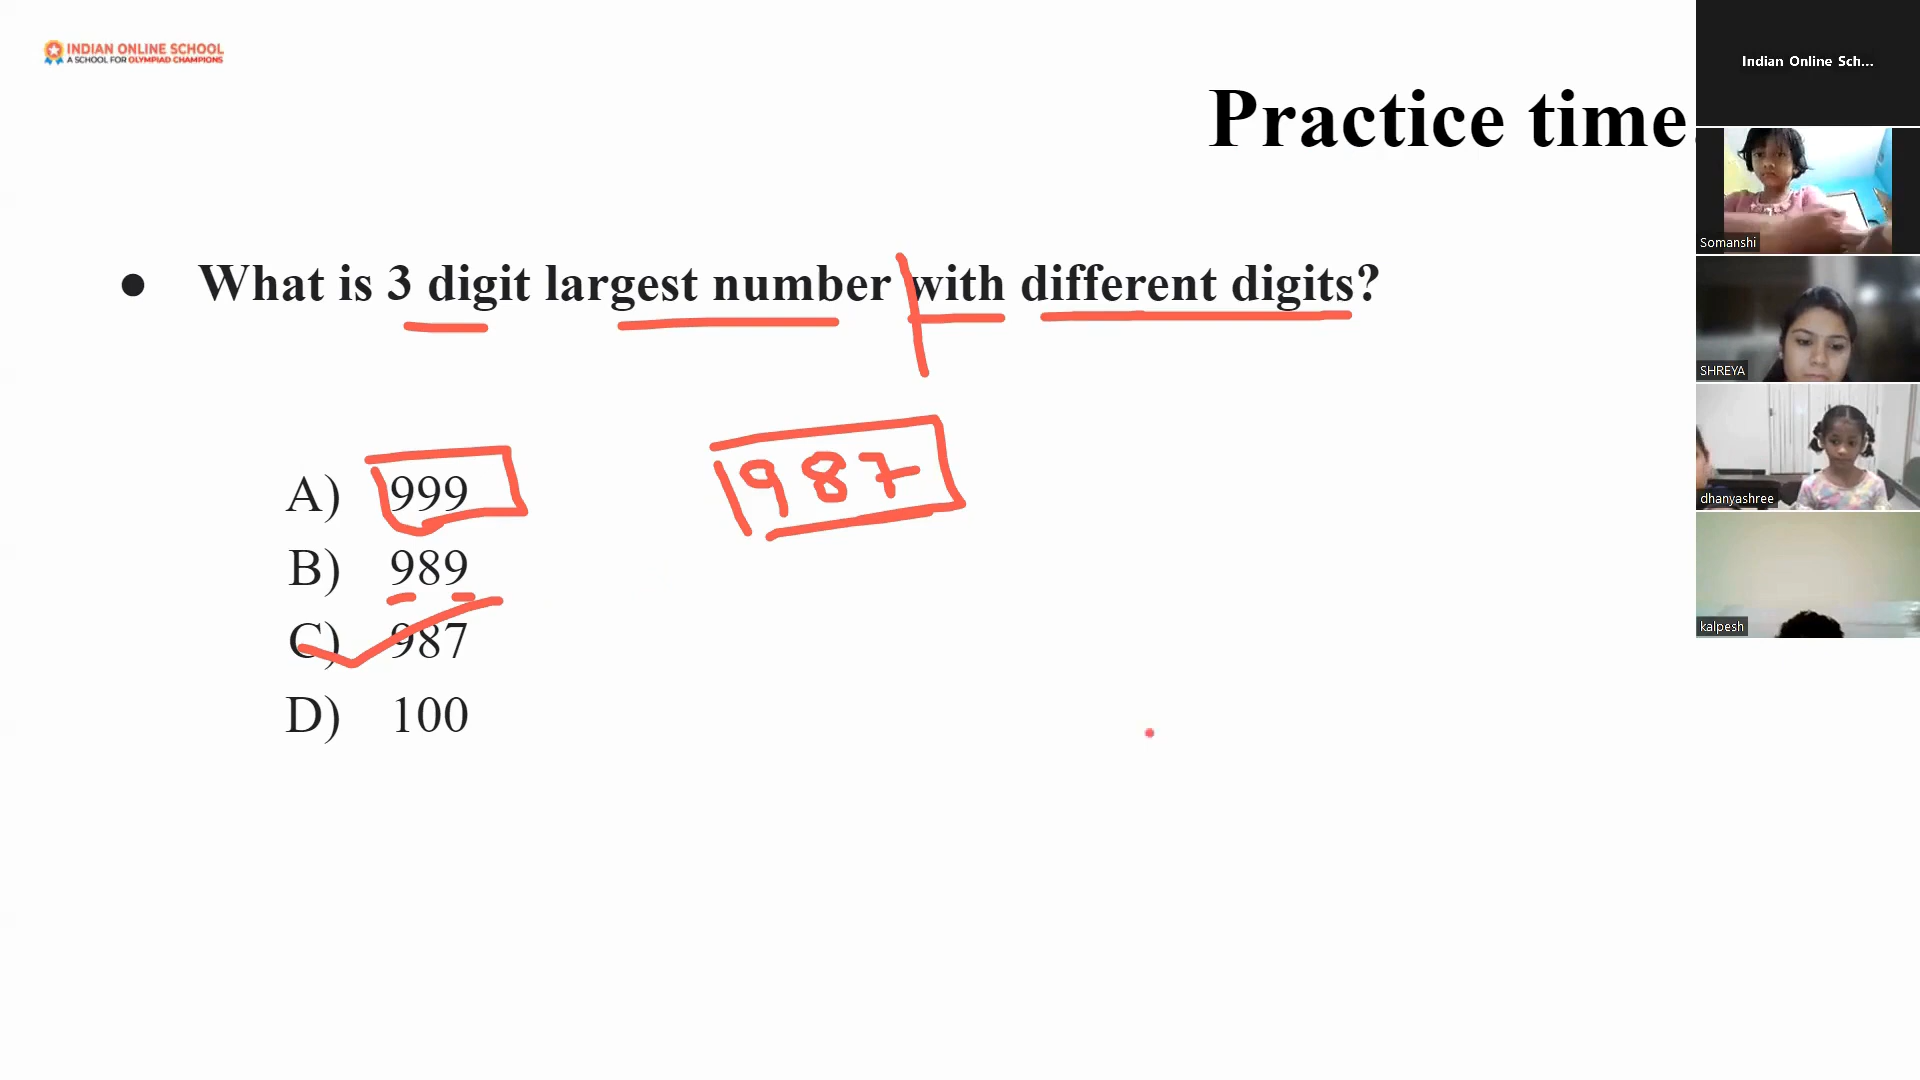 INDIAN ONLINE SCHOOL
A SCHOOL FOR OLYMPIAD CHAMPIONS
Practice time
● What is 3 digit largest number with different digits?
A) 999
987
B) 989
C) 987
D) 100
Indian Online Sch...
Somanshi
SHREYA
dhanyashree
kalpesh